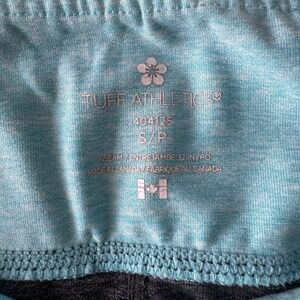 TUFF ATHLETICS®
404125
S/P
INSEAM / ENTREJAMBE 32 IN/PO
MADE IN CANADA / FABRIQUÉ AU CANADA